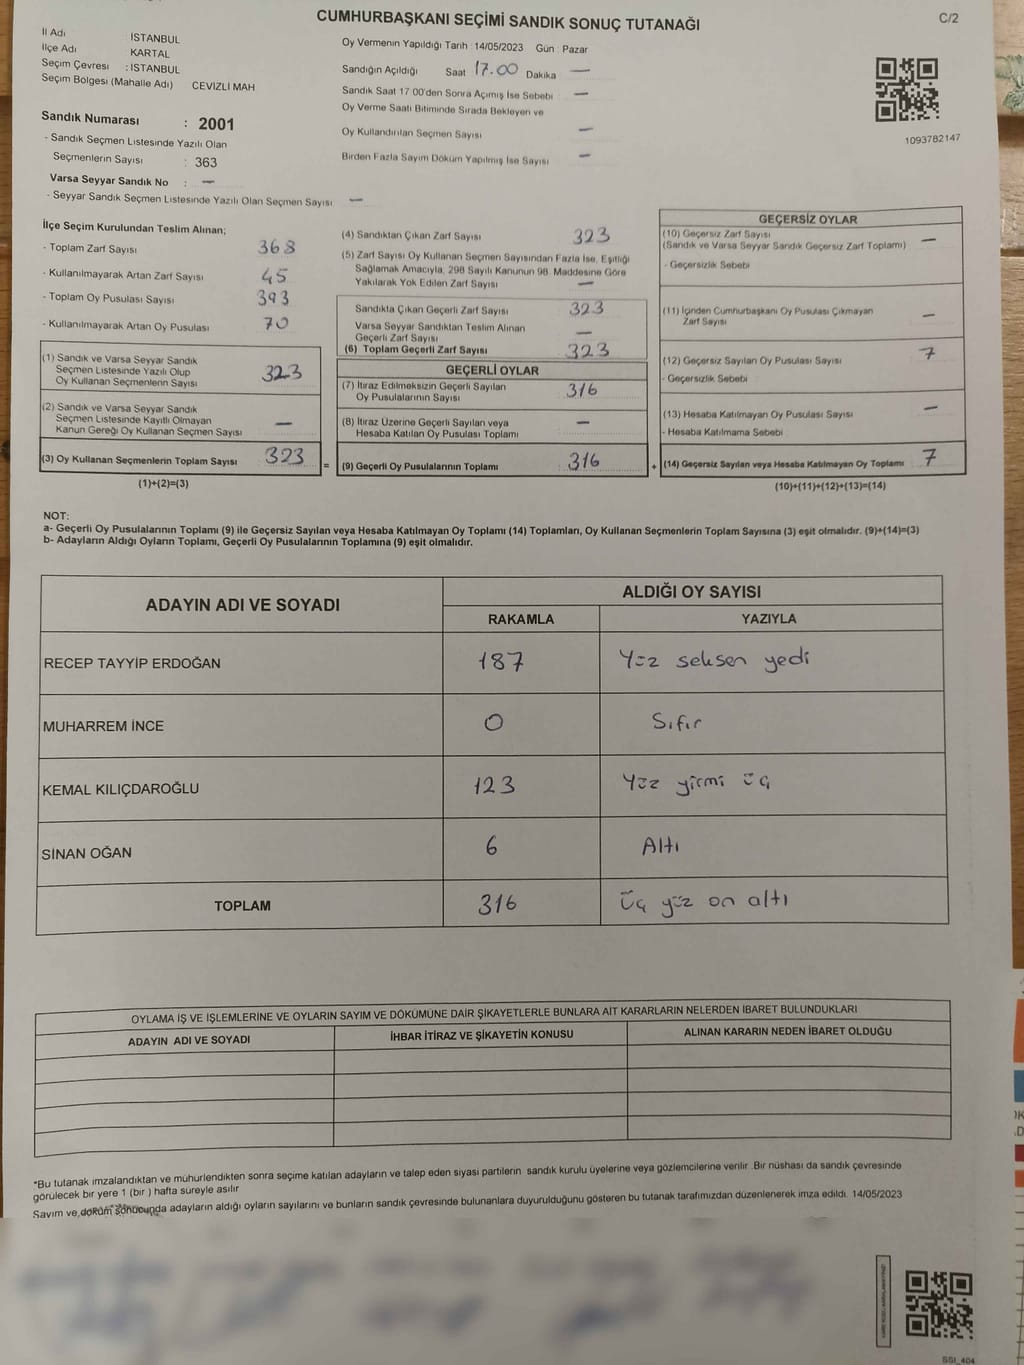 CUMHURBAŞKANI SEÇİMİ SANDIK SONUÇ TUTANAĞI
C/2
İl Adı İSTANBUL
İlçe Adı KARTAL
Seçim Çevresi : İSTANBUL
Seçim Bölgesi (Mahalle Adı) CEVİZLİ MAH
Sandık Numarası : 2001
- Sandık Seçmen Listesinde Yazılı Olan
Seçmenlerin Sayısı : 363
Varsa Seyyar Sandık No : —
- Seyyar Sandık Seçmen Listesinde Yazılı Olan Seçmen Sayısı —
Oy Vermenin Yapıldığı Tarih : 14/05/2023 Gün : Pazar
Sandığın Açıldığı Saat 17.00 Dakika —
Sandık Saat 17 00'den Sonra Açımış İse Sebebi —
Oy Verme Saati Bitiminde Sırada Bekleyen ve
Oy Kullandırılan Seçmen Sayısı —
Birden Fazla Sayım Döküm Yapılmış İse Sayısı —
1093782147
İlçe Seçim Kurulundan Teslim Alınan;
- Toplam Zarf Sayısı 368
- Kullanılmayarak Artan Zarf Sayısı 45
- Toplam Oy Pusulası Sayısı 393
- Kullanılmayarak Artan Oy Pusulası 70
(1) Sandık ve Varsa Seyyar Sandık
Seçmen Listesinde Yazılı Olup
Oy Kullanan Seçmenlerin Sayısı 323
(2) Sandık ve Varsa Seyyar Sandık
Seçmen Listesinde Kayıtlı Olmayan
Kanun Gereği Oy Kullanan Seçmen Sayısı —
(3) Oy Kullanan Seçmenlerin Toplam Sayısı 323
(1)+(2)=(3)
(4) Sandıktan Çıkan Zarf Sayısı 323
(5) Zarf Sayısı Oy Kullanan Seçmen Sayısından Fazla İse, Eşitliği
Sağlamak Amacıyla, 298 Sayılı Kanunun 98. Maddesine Göre
Yakılarak Yok Edilen Zarf Sayısı —
Sandıkta Çıkan Geçerli Zarf Sayısı 323
Varsa Seyyar Sandıktan Teslim Alınan
Geçerli Zarf Sayısı —
(6) Toplam Geçerli Zarf Sayısı 323
GEÇERLİ OYLAR
(7) İtiraz Edilmeksizin Geçerli Sayılan
Oy Pusulalarının Sayısı 316
(8) İtiraz Üzerine Geçerli Sayılan veya
Hesaba Katılan Oy Pusulası Toplamı —
= (9) Geçerli Oy Pusulalarının Toplamı : 316
GEÇERSİZ OYLAR
(10) Geçersiz Zarf Sayısı
(Sandık ve Varsa Seyyar Sandık Geçersiz Zarf Toplamı) —
- Geçersizlik Sebebi
(11) İçinden Cumhurbaşkanı Oy Pusulası Çıkmayan
Zarf Sayısı —
(12) Geçersiz Sayılan Oy Pusulası Sayısı 7
- Geçersizlik Sebebi
(13) Hesaba Katılmayan Oy Pusulası Sayısı —
- Hesaba Katılmama Sebebi
+ (14) Geçersiz Sayılan veya Hesaba Katılmayan Oy Toplamı 7
(10)+(11)+(12)+(13)=(14)
NOT:
a- Geçerli Oy Pusulalarının Toplamı (9) ile Geçersiz Sayılan veya Hesaba Katılmayan Oy Toplamı (14) Toplamları, Oy Kullanan Seçmenlerin Toplam Sayısına (3) eşit olmalıdır. (9)+(14)=(3)
b- Adayların Aldığı Oyların Toplamı, Geçerli Oy Pusulalarının Toplamına (9) eşit olmalıdır.
ADAYIN ADI VE SOYADI
ALDIĞI OY SAYISI
RAKAMLA YAZIYLA
RECEP TAYYİP ERDOĞAN 187 Yüz seksen yedi
MUHARREM İNCE 0 Sıfır
KEMAL KILIÇDAROĞLU 123 Yüz yirmi üç
SİNAN OĞAN 6 Altı
TOPLAM 316 üç yüz on altı
OYLAMA İŞ VE İŞLEMLERİNE VE OYLARIN SAYIM VE DÖKÜMÜNE DAİR ŞİKAYETLERLE BUNLARA AİT KARARLARIN NELERDEN İBARET BULUNDUKLARI
ADAYIN ADI VE SOYADI İHBAR İTİRAZ VE ŞİKAYETİN KONUSU ALINAN KARARIN NEDEN İBARET OLDUĞU
*Bu tutanak imzalandıktan ve mühürlendikten sonra seçime katılan adayların ve talep eden siyasi partilerin sandık kurulu üyelerine veya gözlemcilerine verilir. Bir nüshası da sandık çevresinde
görülecek bir yere 1 (bir ) hafta süreyle asılır
Sayım ve döküm sonucunda adayların aldığı oyların sayılarını ve bunların sandık çevresinde bulunanlara duyurulduğunu gösteren bu tutanak tarafımızdan düzenlenerek imza edildi. 14/05/2023
SSI_404